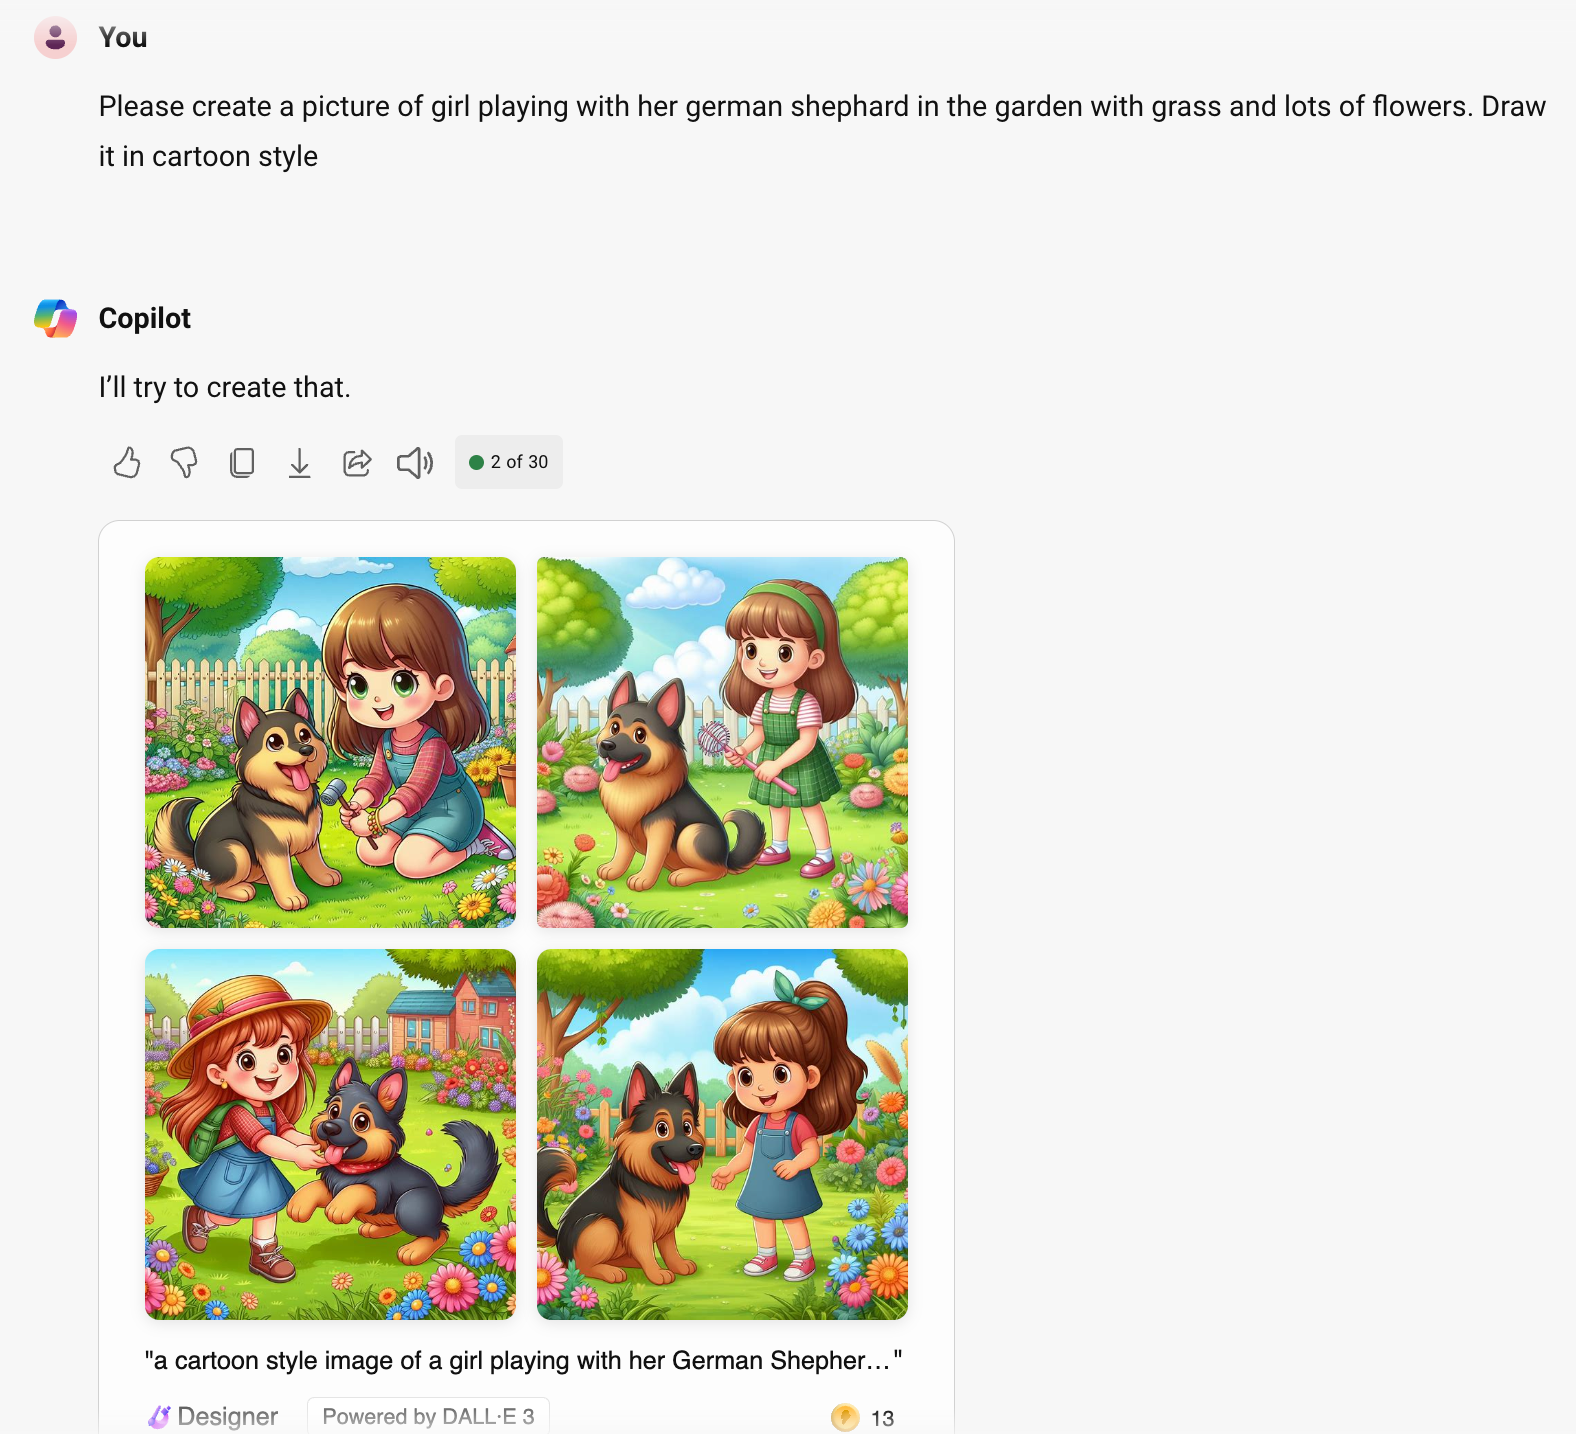 You
Please create a picture of girl playing with her german shephard in the garden with grass and lots of flowers. Draw
it in cartoon style
Copilot
I’ll try to create that.
2 of 30
"a cartoon style image of a girl playing with her German Shepher..."
Designer
Powered by DALL·E 3
13